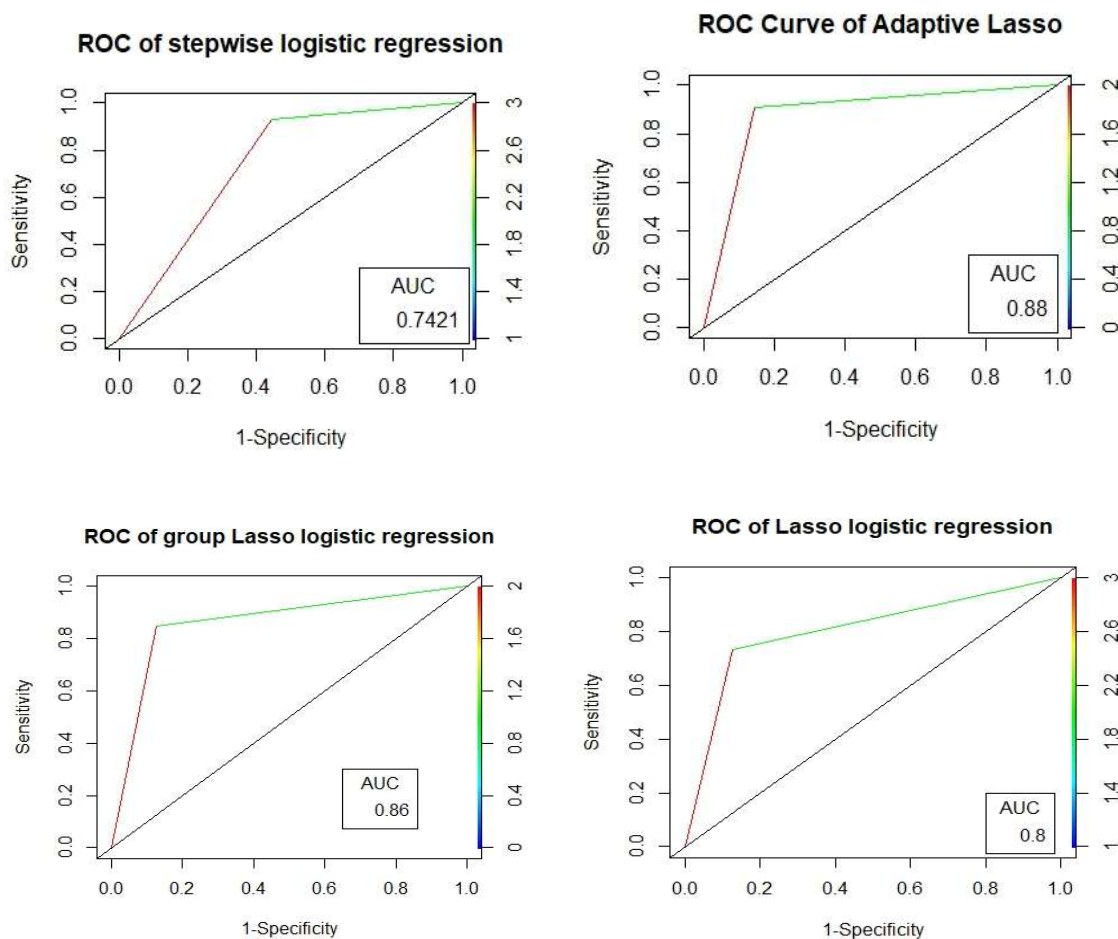 ROC of stepwise logistic regression
Sensitivity
0.0 0.2 0.4 0.6 0.8 1.0
AUC
0.7421
1 1.4 1.8 2.2 2.6 3
0.0 0.2 0.4 0.6 0.8 1.0
1-Specificity
ROC Curve of Adaptive Lasso
Sensitivity
0.0 0.2 0.4 0.6 0.8 1.0
AUC
0.88
0 0.4 0.8 1.2 1.6 2
0.0 0.2 0.4 0.6 0.8 1.0
1-Specificity
ROC of group Lasso logistic regression
Sensitivity
0.0 0.2 0.4 0.6 0.8 1.0
AUC
0.86
0 0.4 0.8 1.2 1.6 2
0.0 0.2 0.4 0.6 0.8 1.0
1-Specificity
ROC of Lasso logistic regression
Sensitivity
0.0 0.2 0.4 0.6 0.8 1.0
AUC
0.8
1 1.4 1.8 2.2 2.6 3
0.0 0.2 0.4 0.6 0.8 1.0
1-Specificity